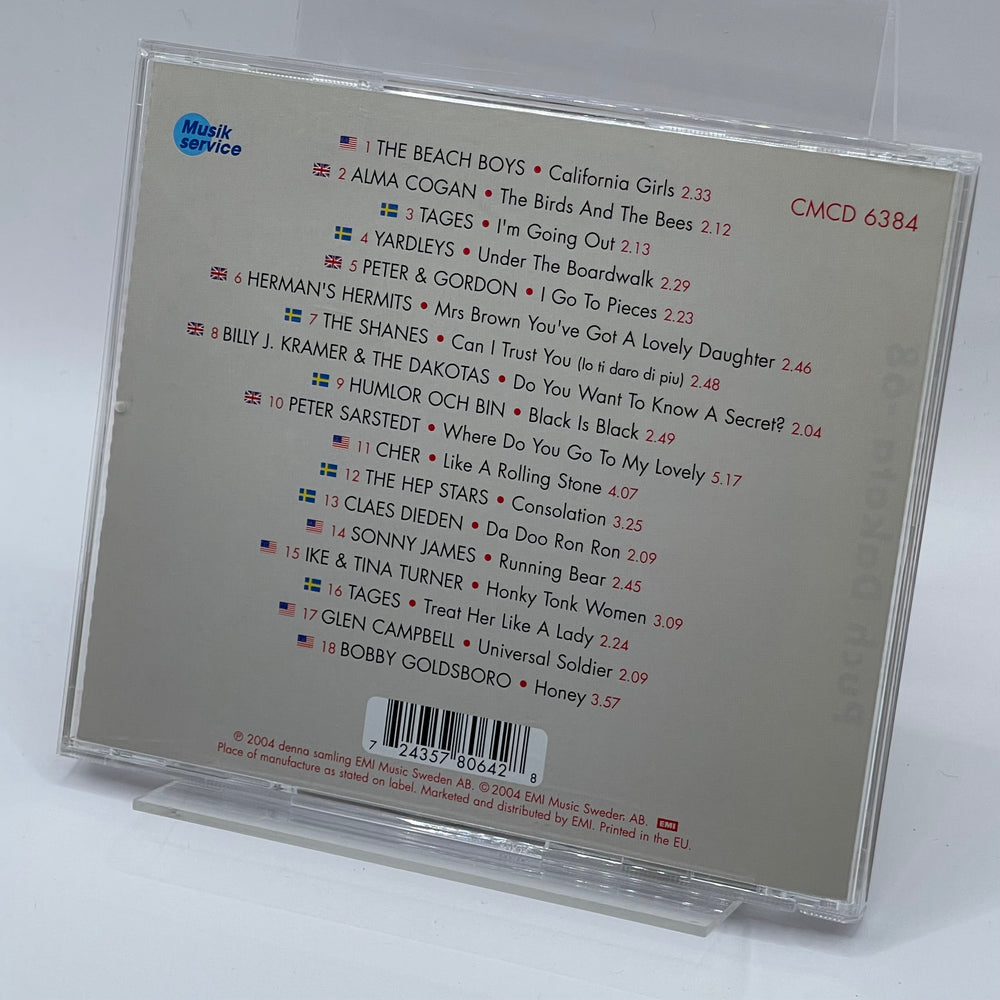 Musik
service
CMCD 6384
1 THE BEACH BOYS • California Girls 2.33
2 ALMA COGAN • The Birds And The Bees 2.12
3 TAGES • I'm Going Out 2.13
4 YARDLEYS • Under The Boardwalk 2.29
5 PETER & GORDON • I Go To Pieces 2.23
6 HERMAN'S HERMITS • Mrs Brown You've Got A Lovely Daughter 2.46
7 THE SHANES • Can I Trust You (Io ti daro di piu) 2.48
8 BILLY J. KRAMER & THE DAKOTAS • Do You Want To Know A Secret? 2.04
9 HUMLOR OCH BIN • Black Is Black 2.49
10 PETER SARSTEDT • Where Do You Go To My Lovely 5.17
11 CHER • Like A Rolling Stone 4.07
12 THE HEP STARS • Consolation 3.25
13 CLAES DIEDEN • Da Doo Ron Ron 2.09
14 SONNY JAMES • Running Bear 2.45
15 IKE & TINA TURNER • Honky Tonk Women 3.09
16 TAGES • Treat Her Like A Lady 2.24
17 GLEN CAMPBELL • Universal Soldier 2.09
18 BOBBY GOLDSBORO • Honey 3.57
7 24357 80642 8
℗ 2004 denna samling EMI Music Sweden AB. © 2004 EMI Music Sweden AB. EMI
Place of manufacture as stated on label. Marketed and distributed by EMI. Printed in the EU.
Puch Dakota -68